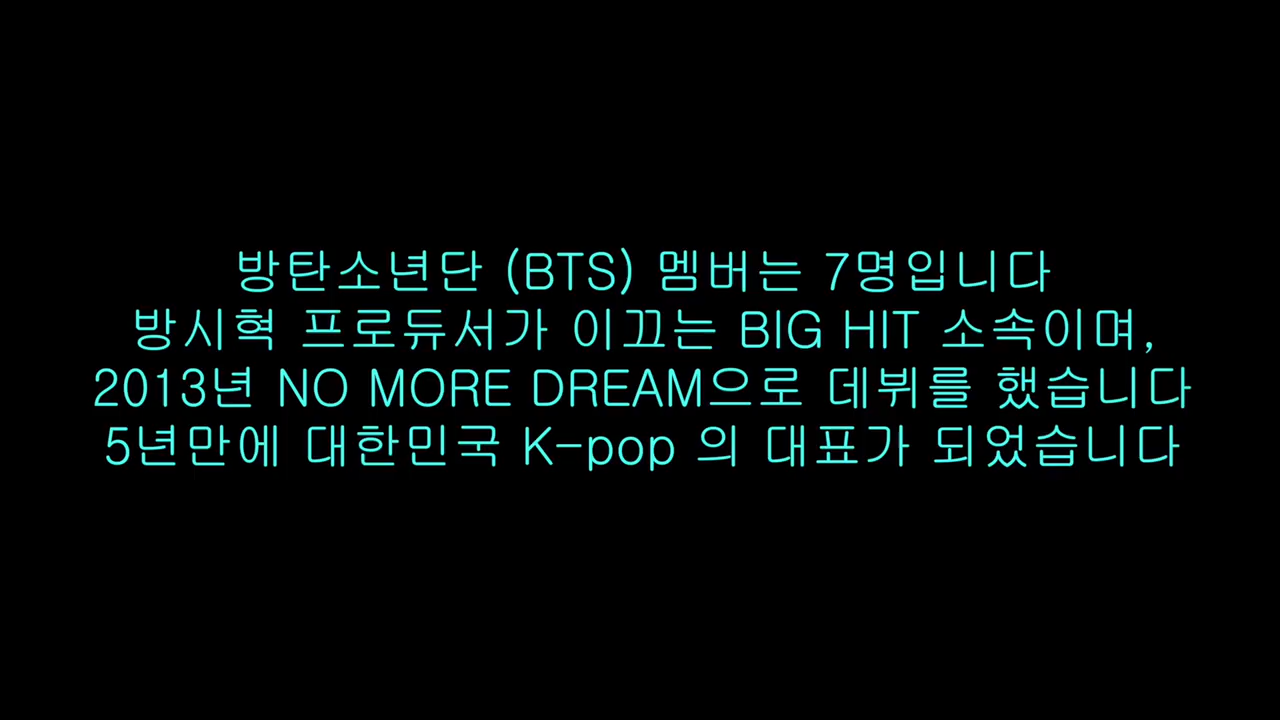 방탄소년단 (BTS) 멤버는 7명입니다
방시혁 프로듀서가 이끄는 BIG HIT 소속이며,
2013년 NO MORE DREAM으로 데뷔를 했습니다
5년만에 대한민국 K-pop 의 대표가 되었습니다